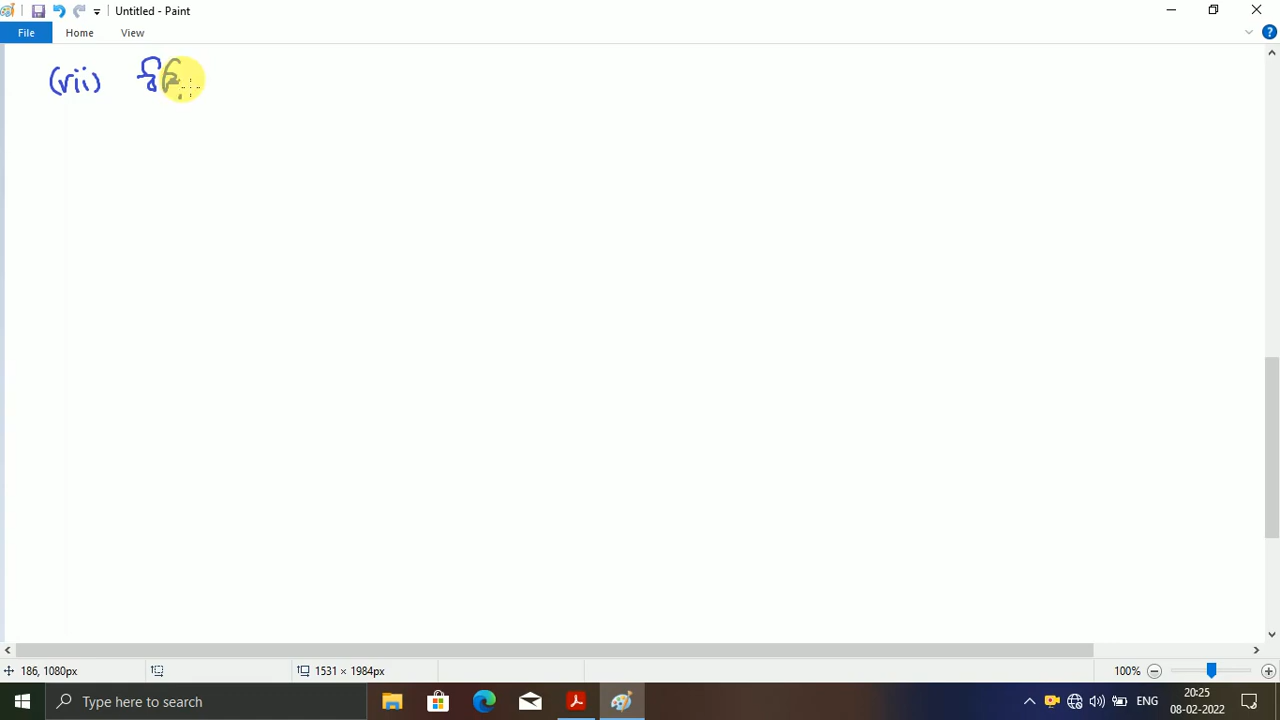 Untitled - Paint
File Home View
(vii) f(2,
186, 1080px
1531 × 1984px
100%
Type here to search
ENG
20:25
08-02-2022